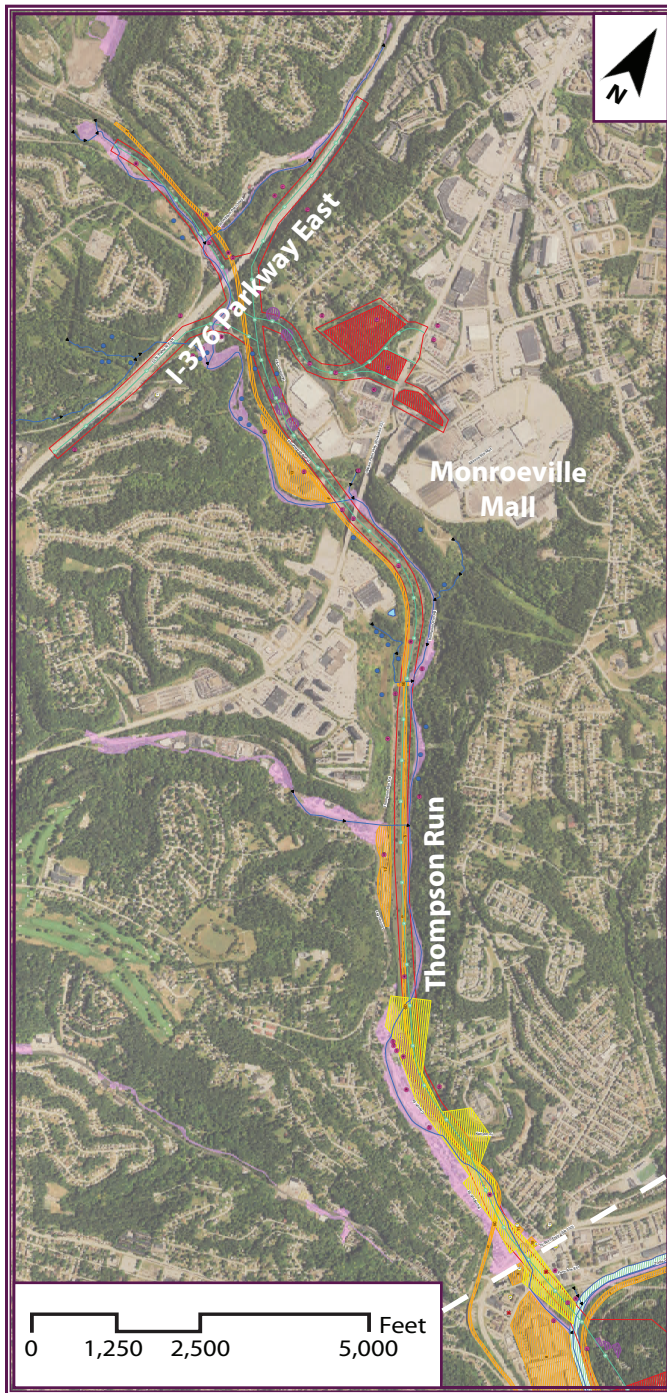 N
I-376 Parkway East
Monroeville
Mall
Thompson Run
Feet
0 1,250 2,500 5,000